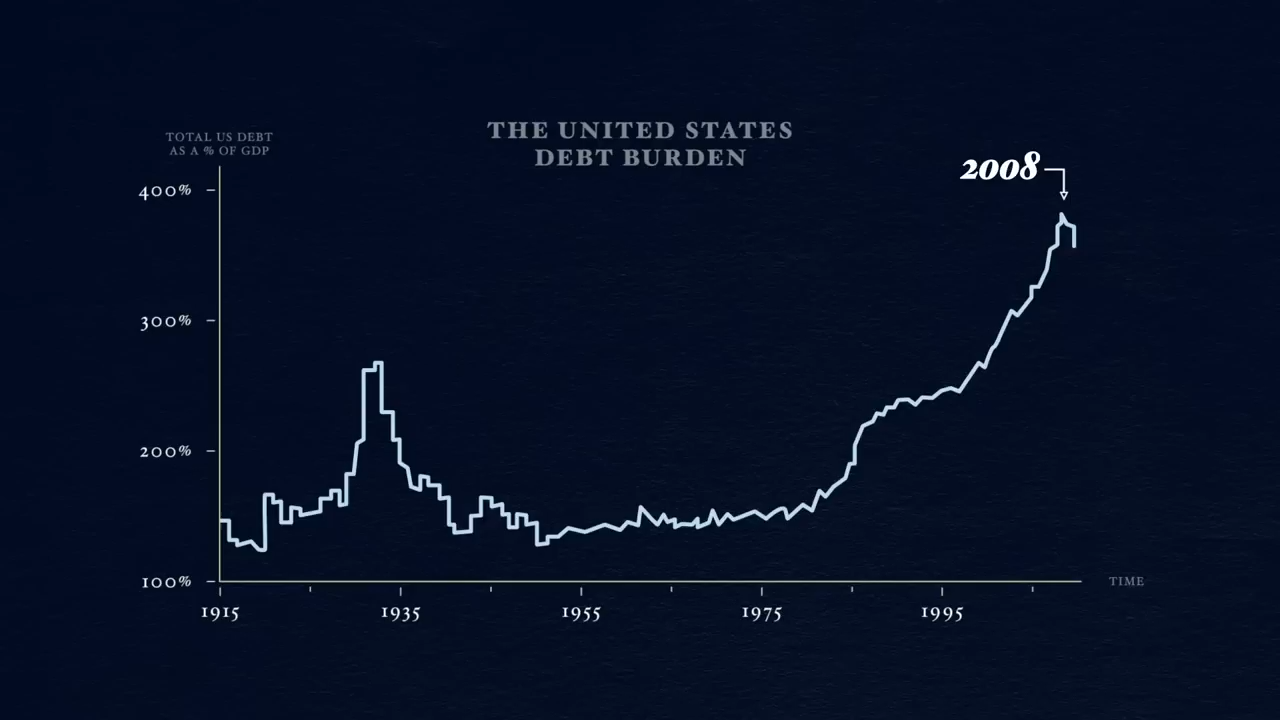 THE UNITED STATES
DEBT BURDEN
TOTAL US DEBT
AS A % OF GDP
2008
400%
300%
200%
100%
TIME
1915
1935
1955
1975
1995